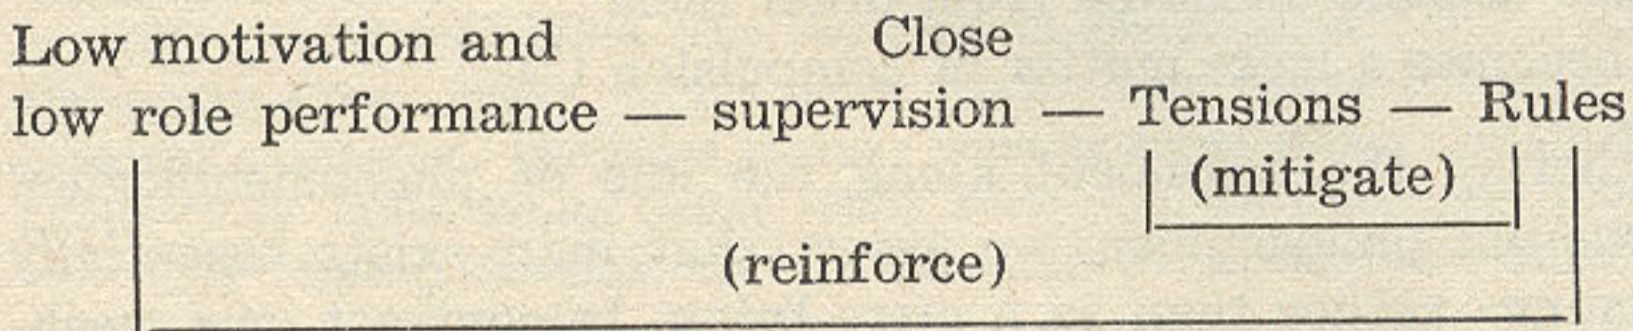 Low motivation and Close
low role performance — supervision — Tensions — Rules
(mitigate)
(reinforce)